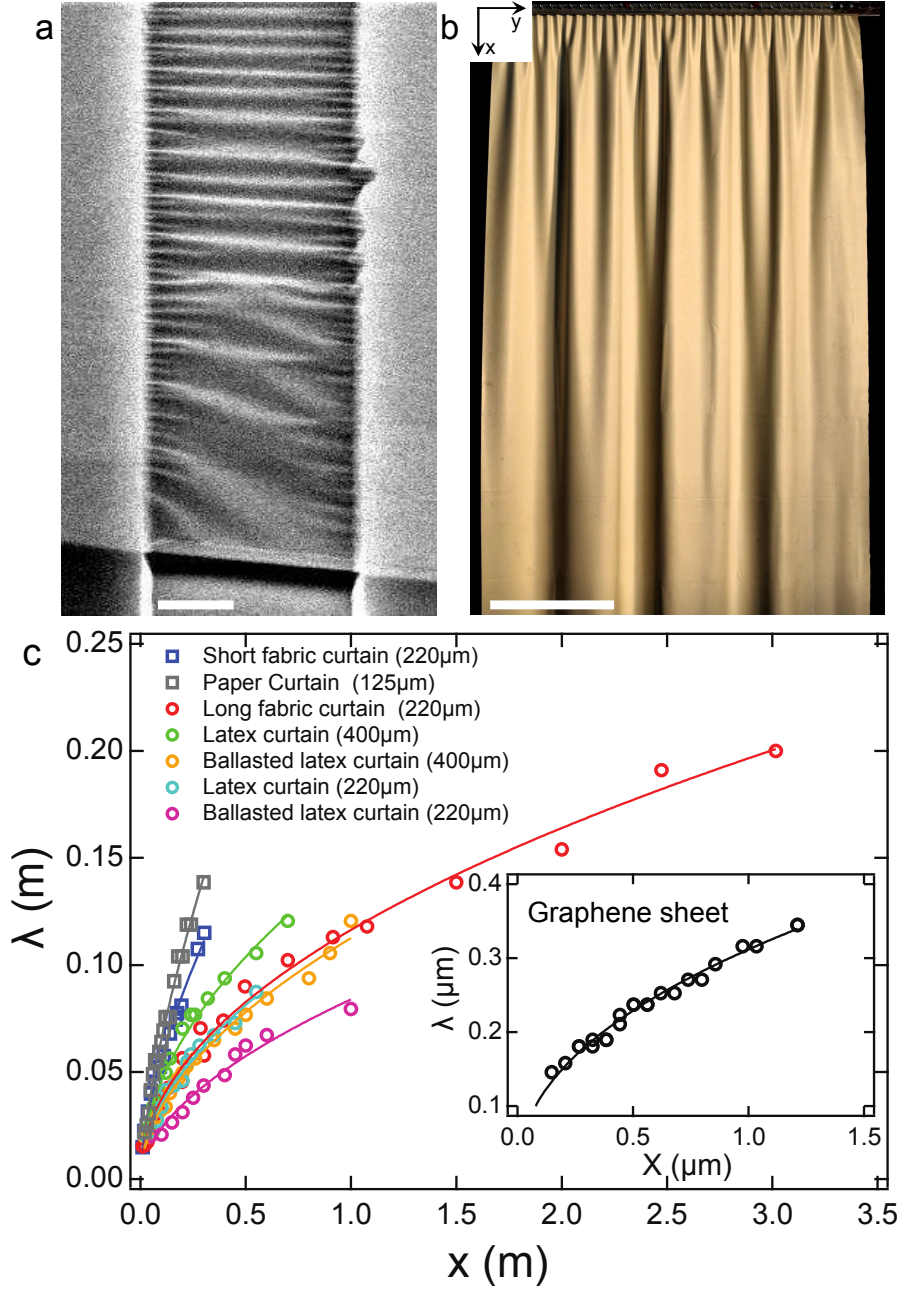 a
b
y
x
c
0.25
0.20
0.15
0.10
0.05
0.00
λ (m)
Short fabric curtain (220µm)
Paper Curtain (125µm)
Long fabric curtain (220µm)
Latex curtain (400µm)
Ballasted latex curtain (400µm)
Latex curtain (220µm)
Ballasted latex curtain (220µm)
Graphene sheet
0.4
0.3
0.2
0.1
λ (µm)
0.0 0.5 1.0 1.5
X (µm)
0.0 0.5 1.0 1.5 2.0 2.5 3.0 3.5
x (m)